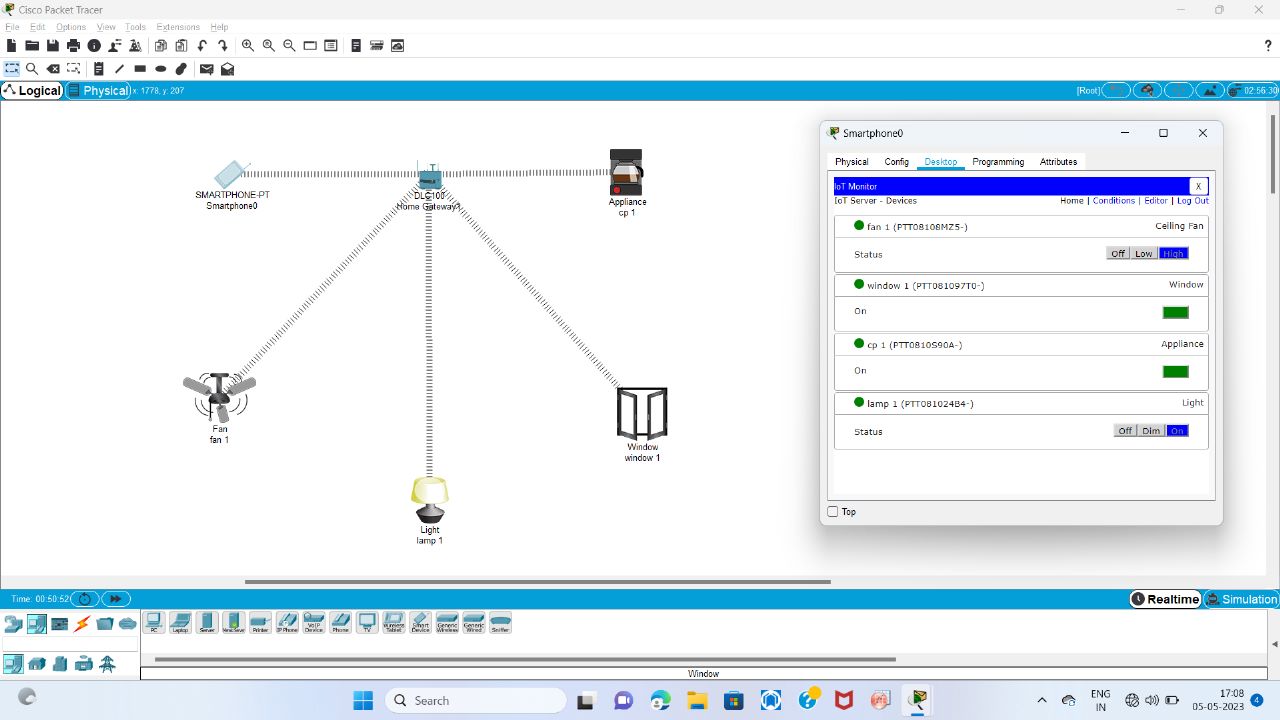 Cisco Packet Tracer
File Edit Options View Tools Extensions Help
?
Logical Physical x: 1778, y: 207 [Root] 02:56:30
SMARTPHONE-PT
Smartphone0
DLC100
Home Gateway1
Appliance
cp 1
Fan
fan 1
Window
window 1
Light
lamp 1
Smartphone0
Physical Config Desktop Programming Attributes
IoT Monitor X
IoT Server - Devices Home | Conditions | Editor | Log Out
fan 1 (PTT08108MZ5-) Ceiling Fan
Status Off Low High
window 1 (PTT081097T0-) Window
On
cp 1 (PTT0810S90A-) Appliance
On
lamp 1 (PTT081024B4-) Light
Status Off Dim On
Top
Time: 00:50:52 Realtime Simulation
PC Laptop Server Printer IP Phone VoIP Device Phone TV Wireless Tablet Smart Device Generic Wireless Generic Wired Sniffer
Window
Search
ENG
IN
17:08
05-05-2023
4